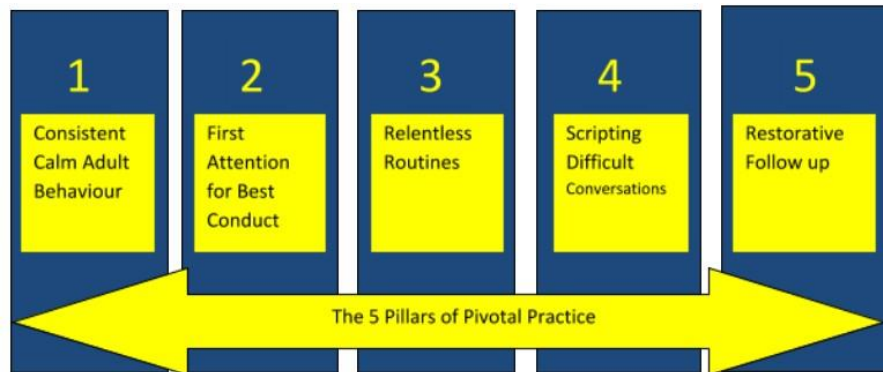 1
Consistent
Calm Adult
Behaviour
2
First
Attention
for Best
Conduct
3
Relentless
Routines
4
Scripting
Difficult
Conversations
5
Restorative
Follow up
The 5 Pillars of Pivotal Practice